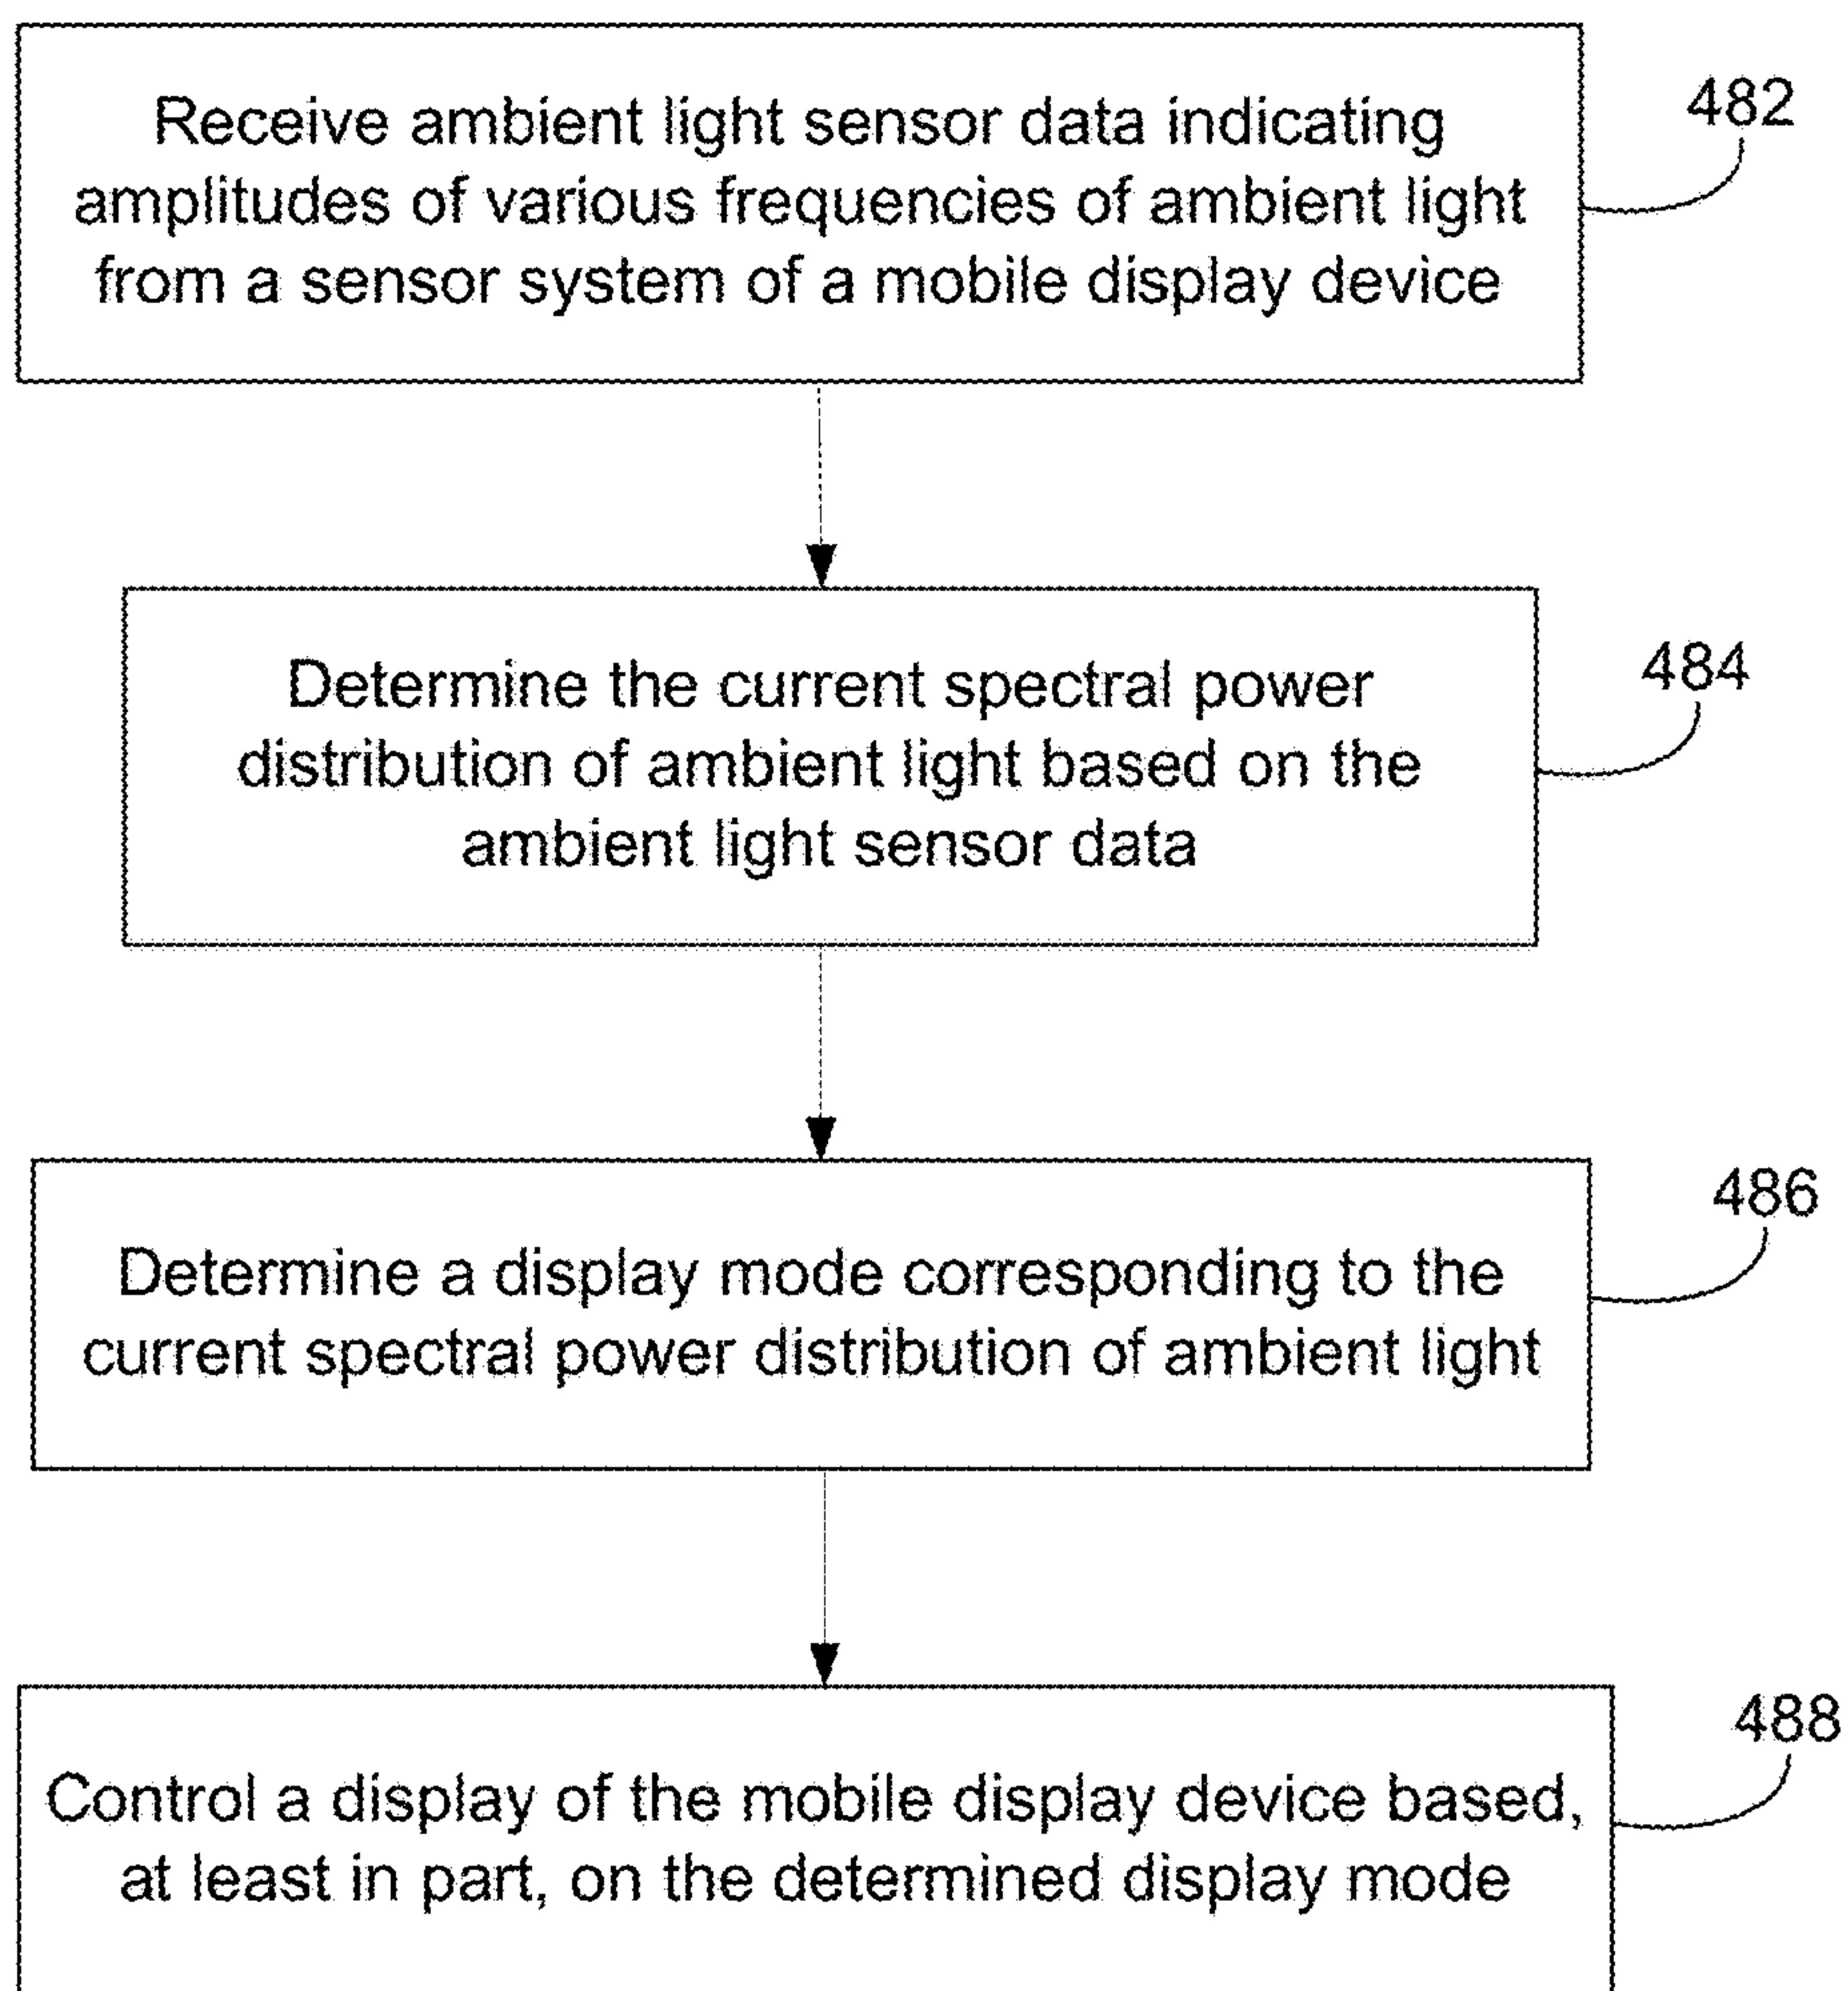 Receive ambient light sensor data indicating
amplitudes of various frequencies of ambient light
from a sensor system of a mobile display device
482
Determine the current spectral power
distribution of ambient light based on the
ambient light sensor data
484
Determine a display mode corresponding to the
current spectral power distribution of ambient light
486
Control a display of the mobile display device based,
at least in part, on the determined display mode
488